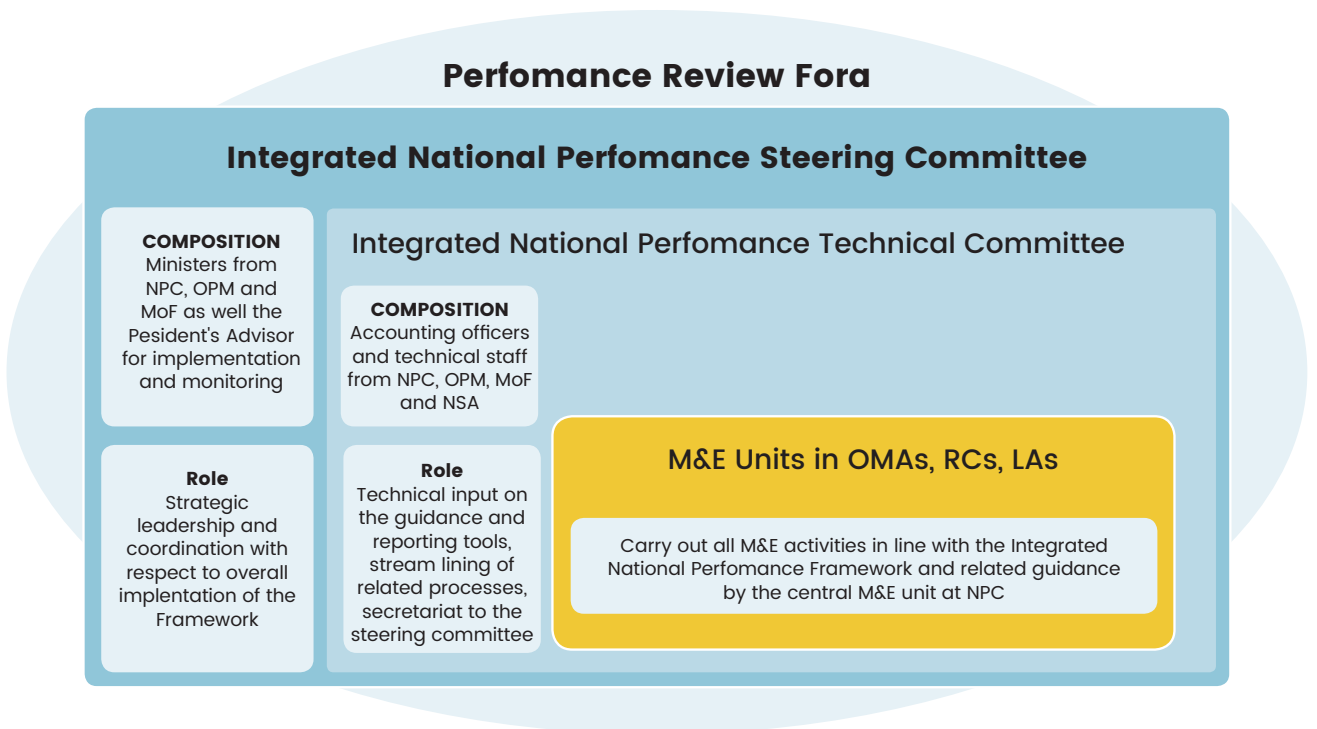 Perfomance Review Fora
Integrated National Perfomance Steering Committee
COMPOSITION
Ministers from
NPC, OPM and
MoF as well the
Pesident's Advisor
for implementation
and monitoring
Role
Strategic
leadership and
coordination with
respect to overall
implentation of the
Framework
Integrated National Perfomance Technical Committee
COMPOSITION
Accounting officers
and technical staff
from NPC, OPM, MoF
and NSA
Role
Technical input on
the guidance and
reporting tools,
stream lining of
related processes,
secretariat to the
steering committee
M&E Units in OMAs, RCs, LAs
Carry out all M&E activities in line with the Integrated
National Perfomance Framework and related guidance
by the central M&E unit at NPC